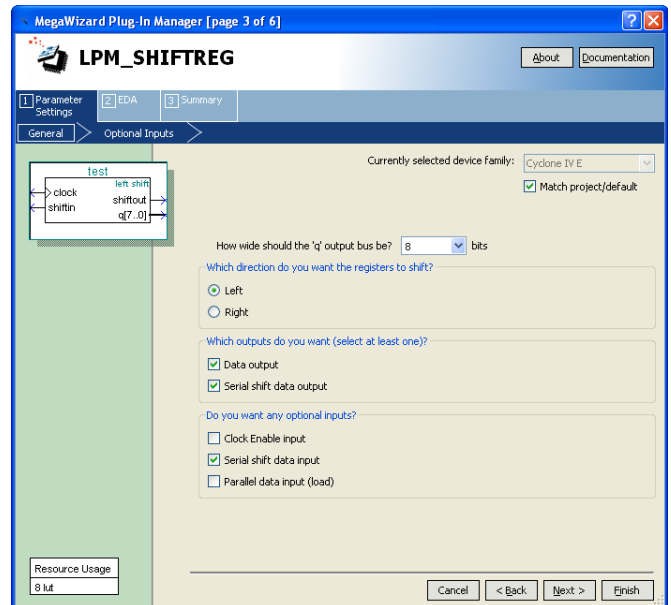 MegaWizard Plug-In Manager [page 3 of 6]
LPM_SHIFTREG
About
Documentation
1 Parameter Settings
2 EDA
3 Summary
General
Optional Inputs
Currently selected device family:
Cyclone IV E
Match project/default
test
left shift
clock
shiftin
shiftout
q[7..0]
How wide should the 'q' output bus be?
8
bits
Which direction do you want the registers to shift?
Left
Right
Which outputs do you want (select at least one)?
Data output
Serial shift data output
Do you want any optional inputs?
Clock Enable input
Serial shift data input
Parallel data input (load)
Resource Usage
8 lut
Cancel
< Back
Next >
Finish